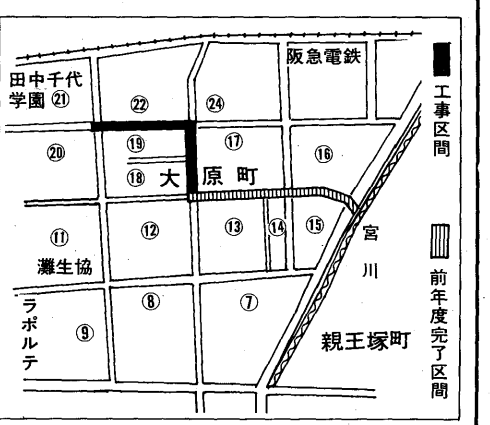 阪急電鉄
田中千代
学園 ㉑
㉒
㉔
⑳
⑲
⑰
⑯
⑱
大原町
⑪
⑫
⑬
⑭
⑮
灘生協
宮川
⑧
⑦
⑨
ラポルテ
親王塚町
工事区間
前年度完了区間